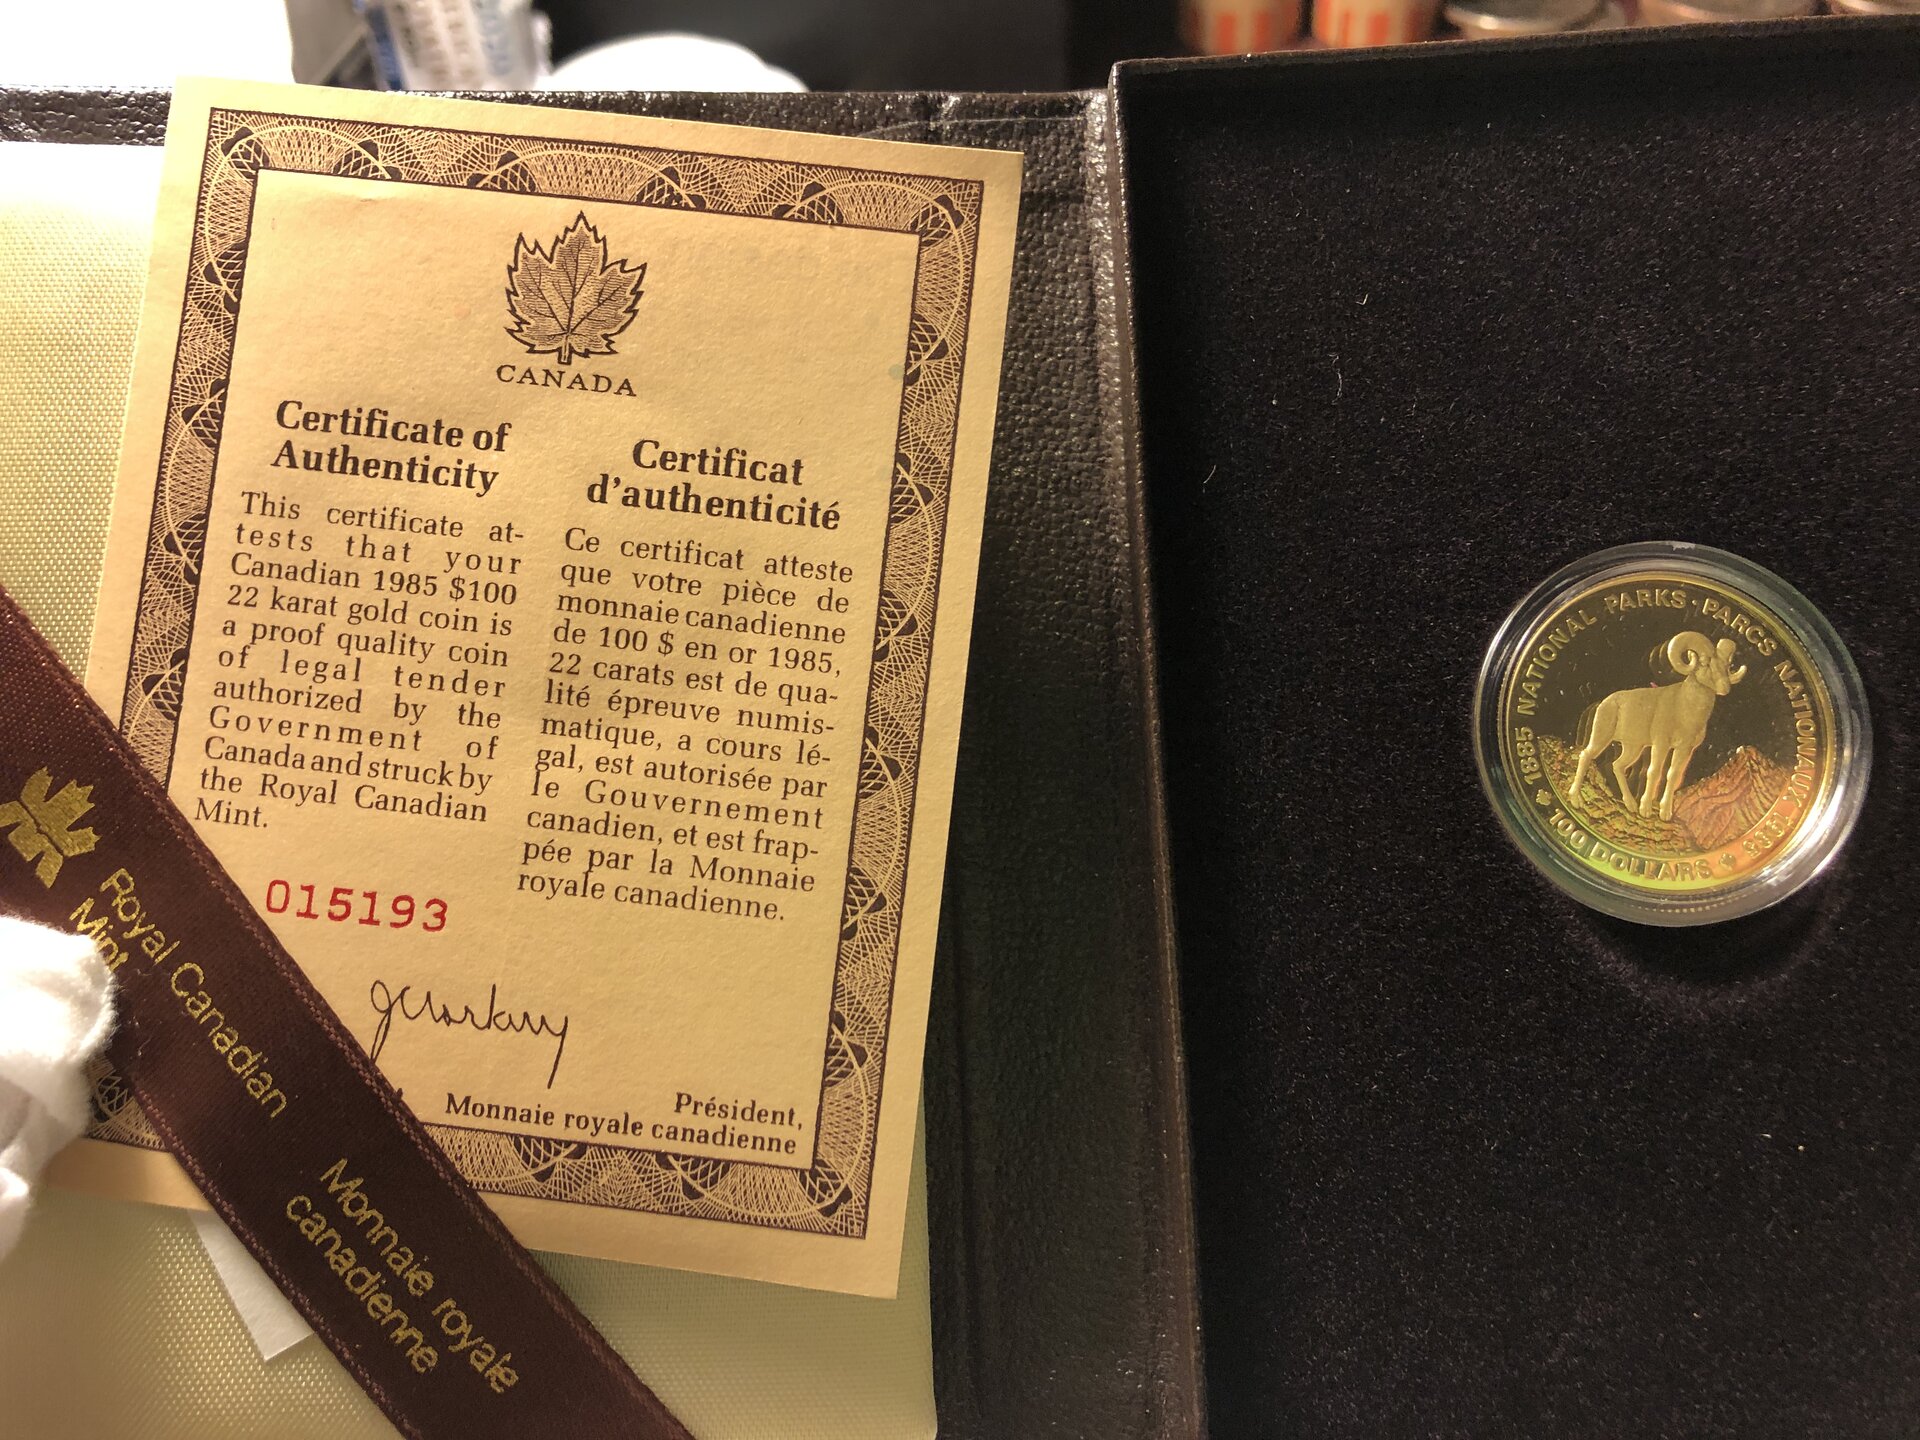 CANADA
Certificate of
Authenticity
This certificate at-
tests that your
Canadian 1985 $100
22 karat gold coin is
a proof quality coin
of legal tender
authorized by the
Government of
Canada and struck by
the Royal Canadian
Mint.
015193
Certificat
d'authenticité
Ce certificat atteste
que votre pièce de
monnaie canadienne
de 100 $ en or 1985,
22 carats est de qua-
lité épreuve numis-
matique, a cours lé-
gal, est autorisée par
le Gouvernement
canadien, et est frap-
pée par la Monnaie
royale canadienne.
Président,
Monnaie royale canadienne
Royal Canadian
Mint
Monnaie royale
canadienne
1885 NATIONAL PARKS · PARCS NATIONAUX 1985
100 DOLLARS